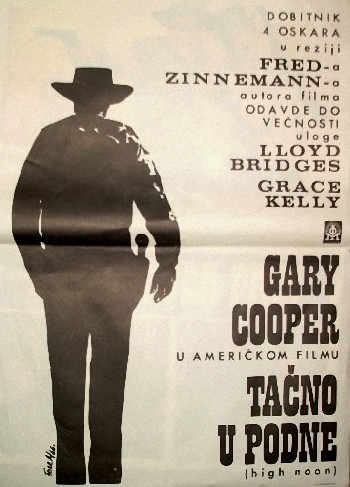 DOBITNIK
4 OSKARA
u režiji
FRED-a
ZINNEMANN-a
autora filma
ODAVDE DO
VEČNOSTI
uloge
LLOYD
BRIDGES
GRACE
KELLY
GARY
COOPER
U AMERIČKOM FILMU
TAČNO
U PODNE
(high noon)